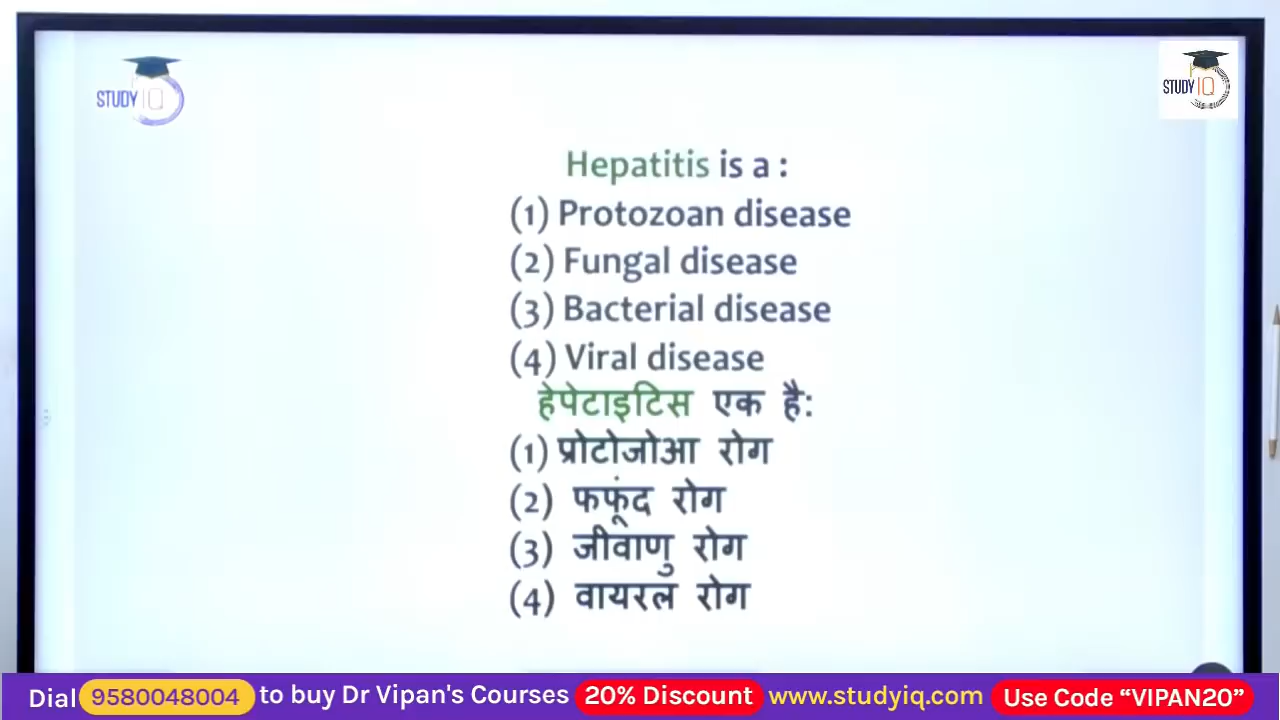 STUDY IQ
STUDY IQ
Hepatitis is a :
(1) Protozoan disease
(2) Fungal disease
(3) Bacterial disease
(4) Viral disease
हेपेटाइटिस एक है:
(1) प्रोटोजोआ रोग
(2) फफूंद रोग
(3) जीवाणु रोग
(4) वायरल रोग
Dial 9580048004 to buy Dr Vipan's Courses 20% Discount www.studyiq.com Use Code “VIPAN20”